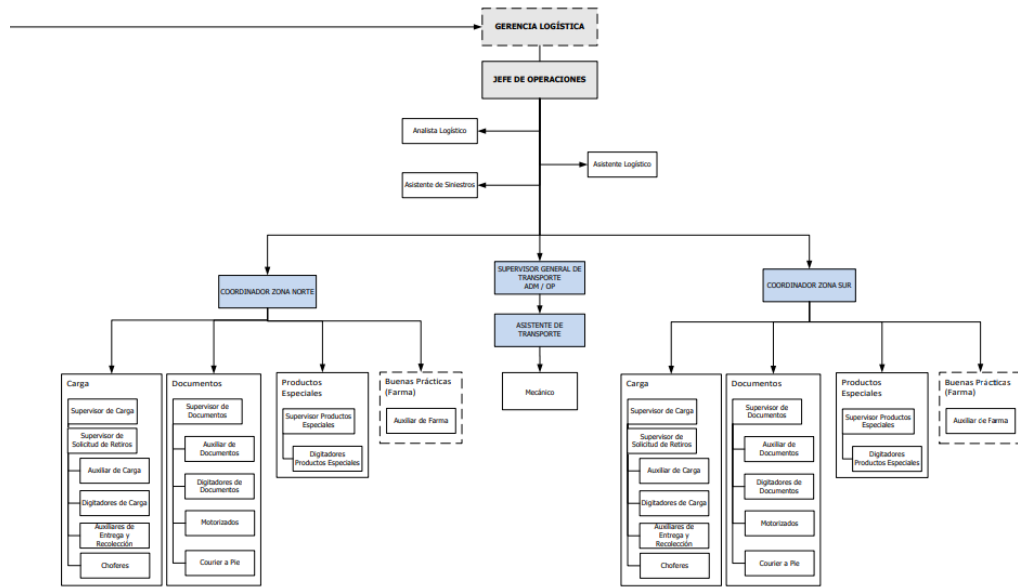 GERENCIA LOGÍSTICA
JEFE DE OPERACIONES
Analista Logístico
Asistente Logístico
Asistente de Siniestros
COORDINADOR ZONA NORTE
SUPERVISOR GENERAL DE
TRANSPORTE
ADM / OP
COORDINADOR ZONA SUR
ASISTENTE DE
TRANSPORTE
Mecánico
Carga
Supervisor de Carga
Supervisor de
Solicitud de Retiros
Auxiliar de Carga
Digitadores de Carga
Auxiliares de
Entrega y
Recolección
Choferes
Documentos
Supervisor de
Documentos
Auxiliar de
Documentos
Digitadores de
Documentos
Motorizados
Courier a Pie
Productos
Especiales
Supervisor Productos
Especiales
Digitadores
Productos Especiales
Buenas Prácticas
(Farma)
Auxiliar de Farma
Carga
Supervisor de Carga
Supervisor de
Solicitud de Retiros
Auxiliar de Carga
Digitadores de Carga
Auxiliares de
Entrega y
Recolección
Choferes
Documentos
Supervisor de
Documentos
Auxiliar de
Documentos
Digitadores de
Documentos
Motorizados
Courier a Pie
Productos
Especiales
Supervisor Productos
Especiales
Digitadores
Productos Especiales
Buenas Prácticas
(Farma)
Auxiliar de Farma